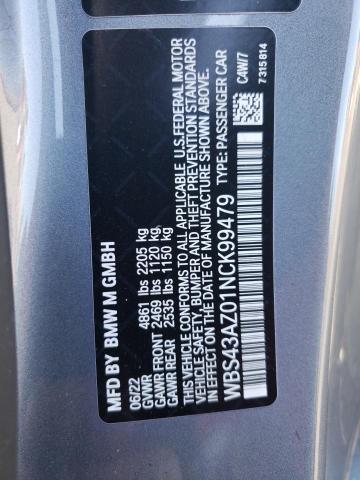 MFD BY BMW M GMBH
06/22
GVWR 4861 lbs 2205 kg
GAWR FRONT 2469 lbs 1120 kg
GAWR REAR 2535 lbs 1150 kg
THIS VEHICLE CONFORMS TO ALL APPLICABLE U.S.FEDERAL MOTOR
VEHICLE SAFETY, BUMPER AND THEFT PREVENTION STANDARDS
IN EFFECT ON THE DATE OF MANUFACTURE SHOWN ABOVE.
WBS43AZ01NCK99479 TYPE: PASSENGER CAR
C4W/7
7315814